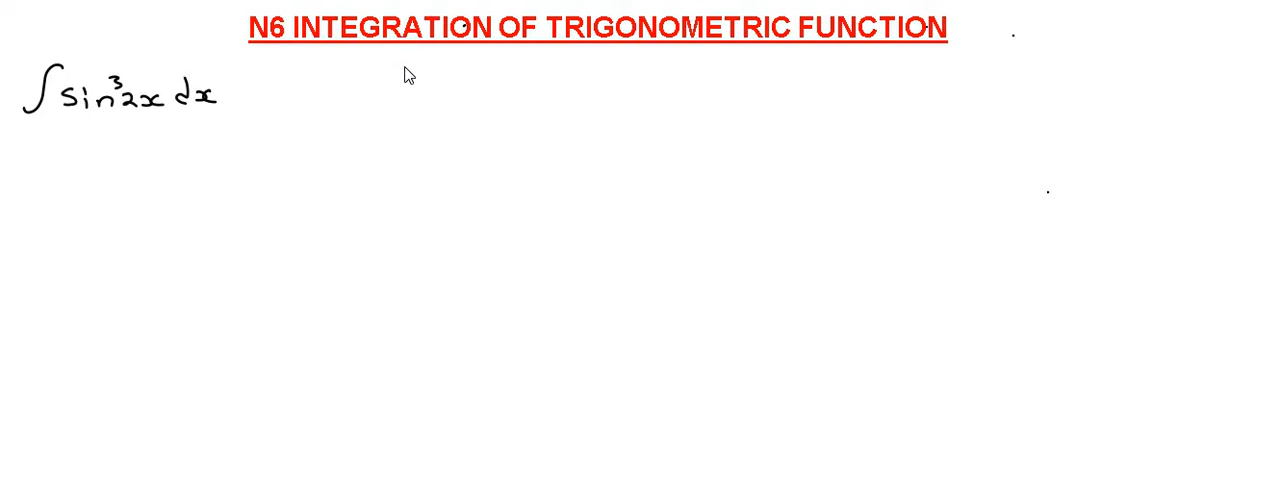 N6 INTEGRATION OF TRIGONOMETRIC FUNCTION
∫ sin³2x dx